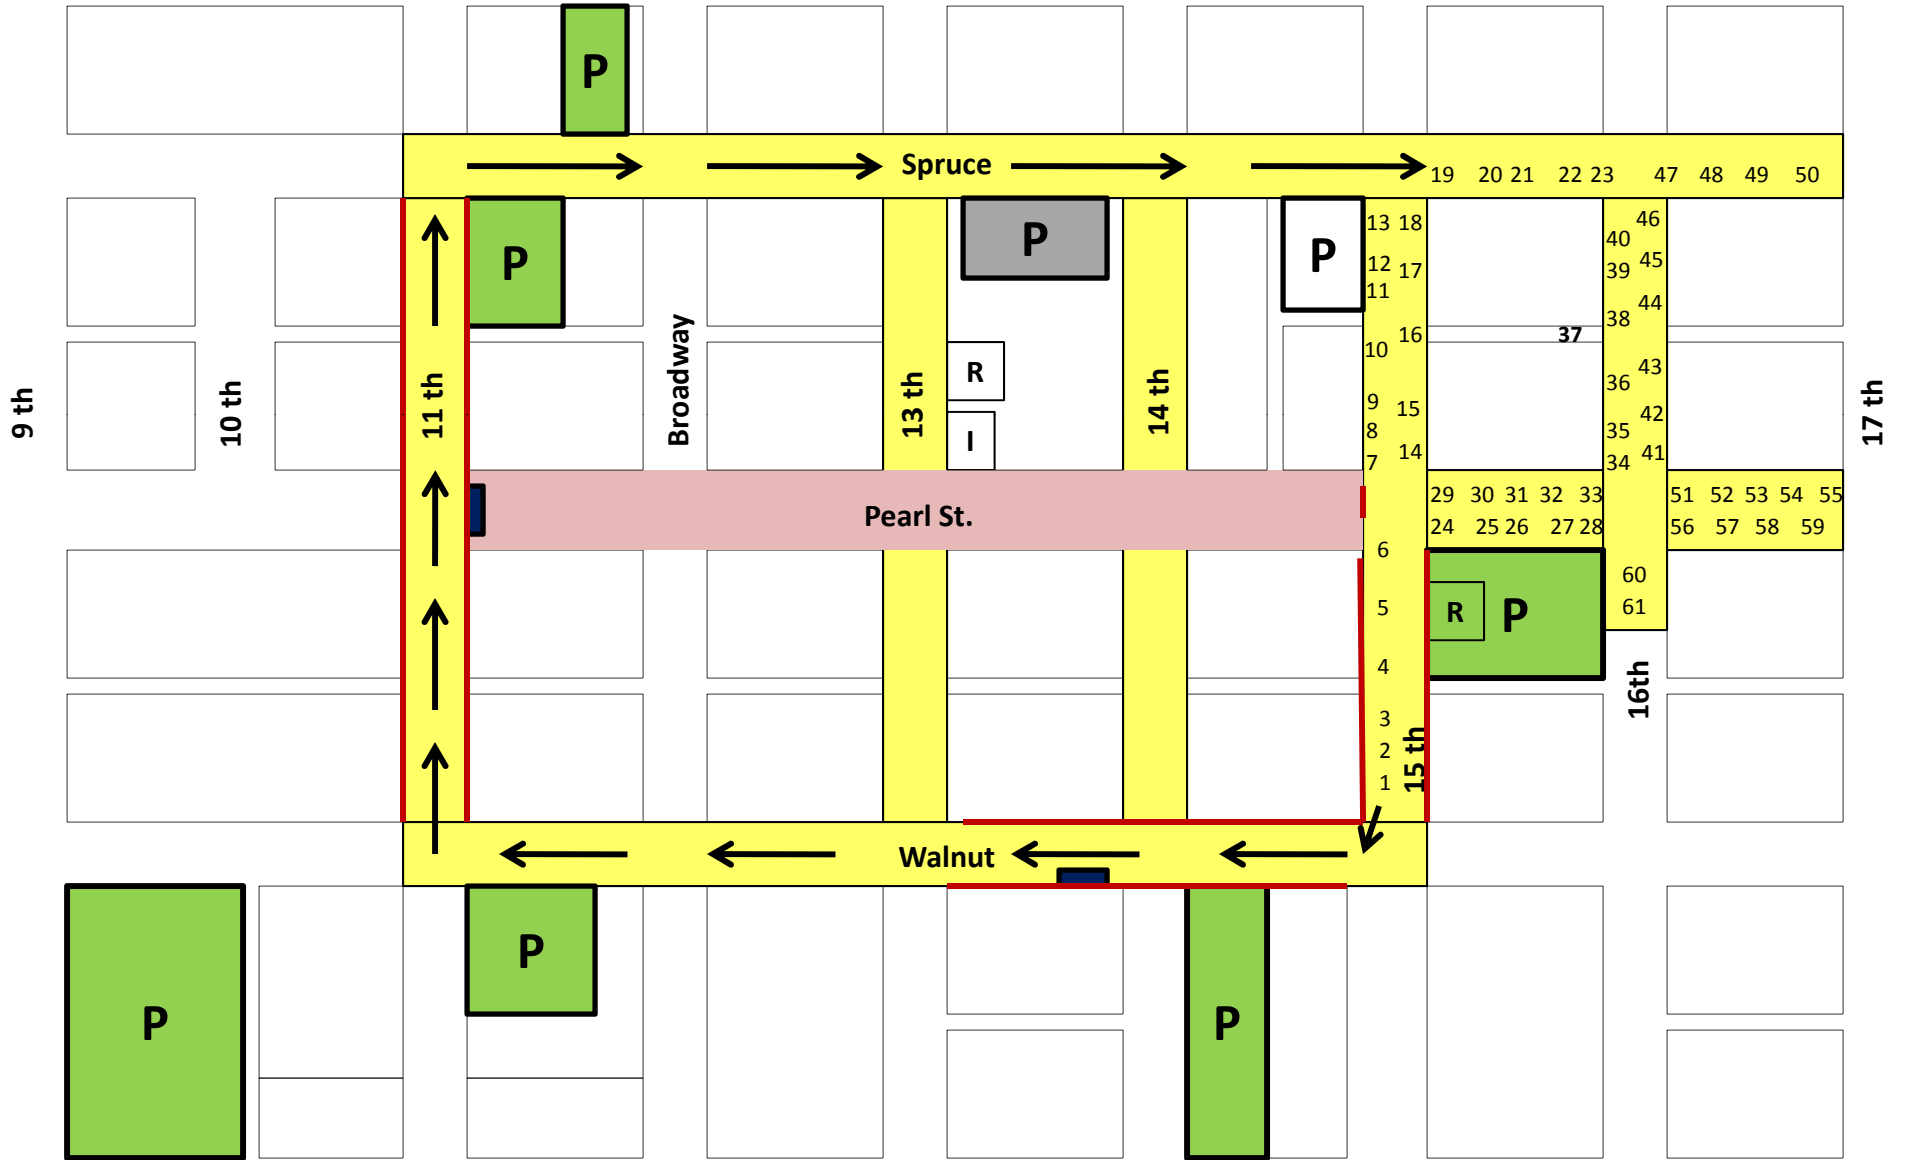 P
Spruce
19 20 21 22 23 47 48 49 50
P
P
P
13 18
12 17
11
10 16
9 15
8
7 14
46
40 45
39
44
38
37
43
36
42
35
34 41
R
I
9 th
10 th
11 th
Broadway
13 th
14 th
17 th
Pearl St.
29 30 31 32 33 51 52 53 54 55
24 25 26 27 28 56 57 58 59
6
5
4
3
2
1
R
P
60
61
16th
15 th
Walnut
P
P
P